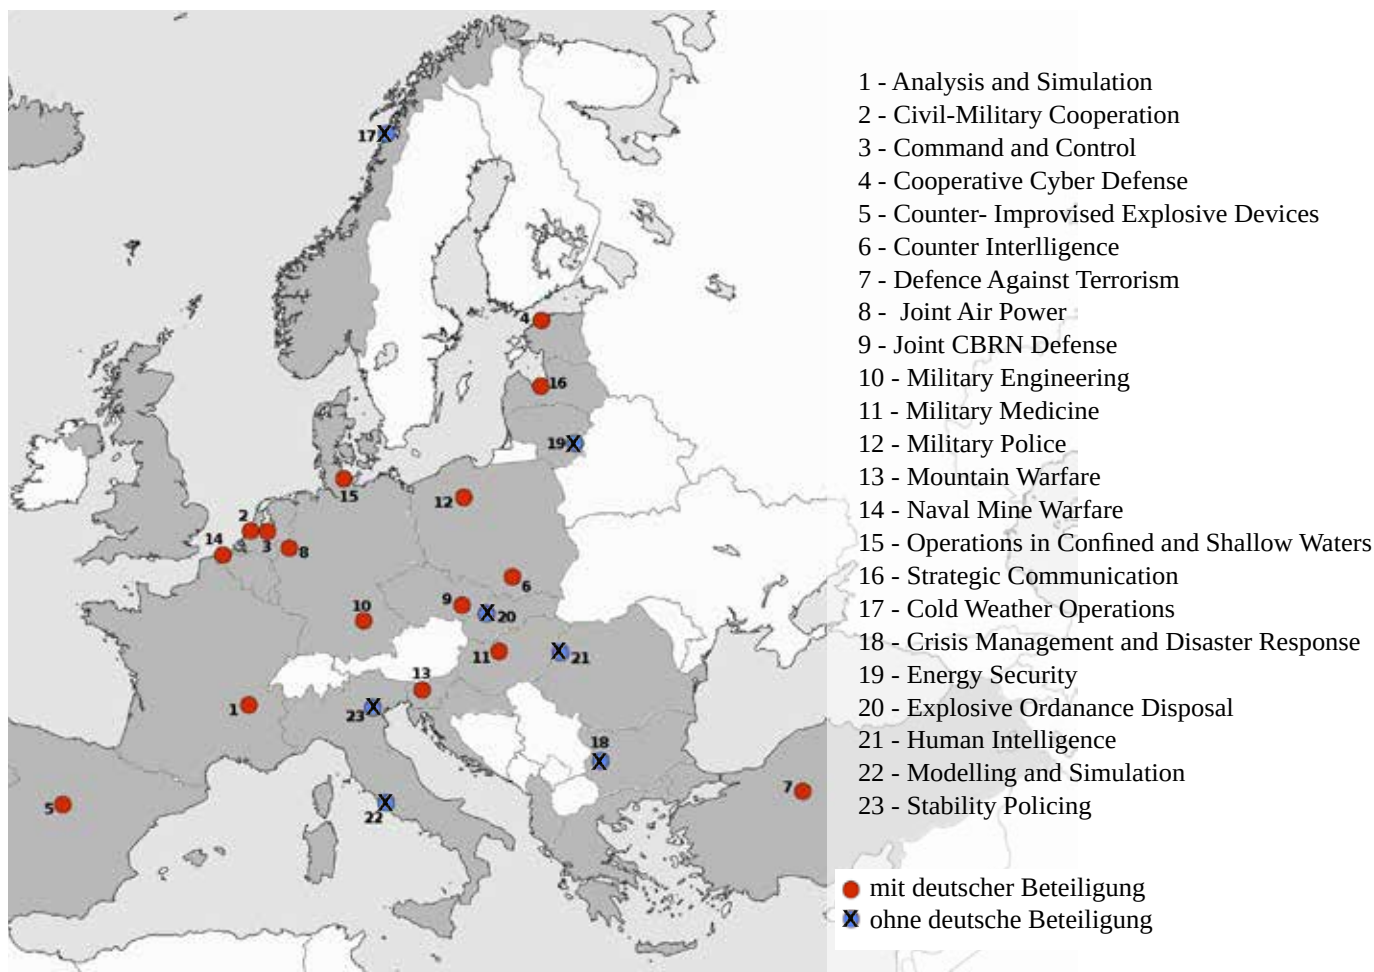 17
4
16
19
15
12
2
3
14
8
6
9
20
10
11
21
13
1
23
18
5
7
22
1 - Analysis and Simulation
2 - Civil-Military Cooperation
3 - Command and Control
4 - Cooperative Cyber Defense
5 - Counter- Improvised Explosive Devices
6 - Counter Interlligence
7 - Defence Against Terrorism
8 - Joint Air Power
9 - Joint CBRN Defense
10 - Military Engineering
11 - Military Medicine
12 - Military Police
13 - Mountain Warfare
14 - Naval Mine Warfare
15 - Operations in Confined and Shallow Waters
16 - Strategic Communication
17 - Cold Weather Operations
18 - Crisis Management and Disaster Response
19 - Energy Security
20 - Explosive Ordanance Disposal
21 - Human Intelligence
22 - Modelling and Simulation
23 - Stability Policing
mit deutscher Beteiligung
X ohne deutsche Beteiligung